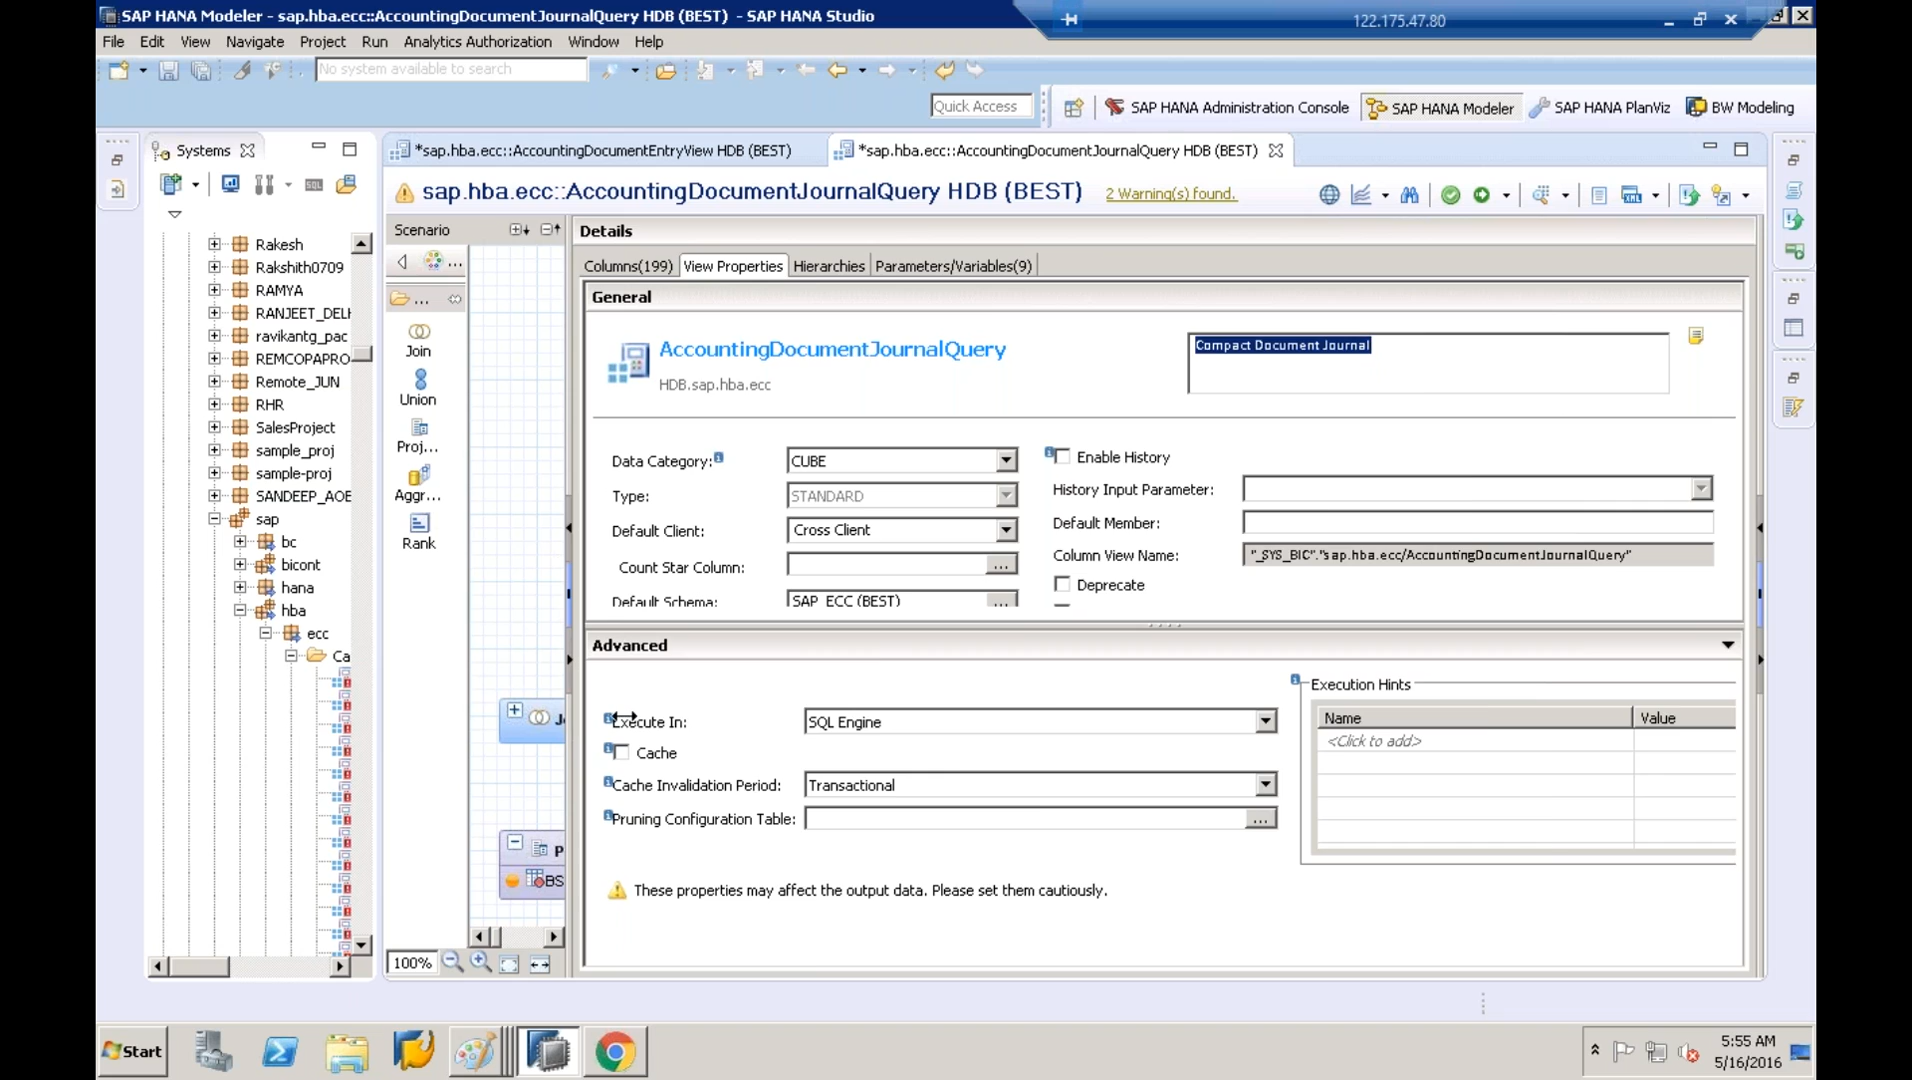 SAP HANA Modeler - sap.hba.ecc::AccountingDocumentJournalQuery HDB (BEST) - SAP HANA Studio
122.175.47.80
File Edit View Navigate Project Run Analytics Authorization Window Help
No system available to search
Quick Access
SAP HANA Administration Console
SAP HANA Modeler
SAP HANA PlanViz
BW Modeling
Systems
*sap.hba.ecc::AccountingDocumentEntryView HDB (BEST)
*sap.hba.ecc::AccountingDocumentJournalQuery HDB (BEST)
sap.hba.ecc::AccountingDocumentJournalQuery HDB (BEST)
2 Warning(s) found.
Rakesh
Rakshith0709
RAMYA
RANJEET_DELH
ravikantg_pac
REMCOPAPRO
Remote_JUN
RHR
SalesProject
sample_proj
sample-proj
SANDEEP_AOE
sap
bc
bicont
hana
hba
ecc
Ca
Scenario
...
...
Join
Union
Proj...
Aggr...
Rank
P
BS
100%
Details
Columns(199) View Properties Hierarchies Parameters/Variables(9)
General
AccountingDocumentJournalQuery
HDB.sap.hba.ecc
Compact Document Journal
Data Category: CUBE
Type: STANDARD
Default Client: Cross Client
Count Star Column: ...
Default Schema: SAP_ECC (BEST) ...
Enable History
History Input Parameter:
Default Member:
Column View Name: "_SYS_BIC"."sap.hba.ecc/AccountingDocumentJournalQuery"
Deprecate
Advanced
Execute In: SQL Engine
Cache
Cache Invalidation Period: Transactional
Pruning Configuration Table: ...
These properties may affect the output data. Please set them cautiously.
Execution Hints
Name Value
<Click to add>
Start
5:55 AM
5/16/2016